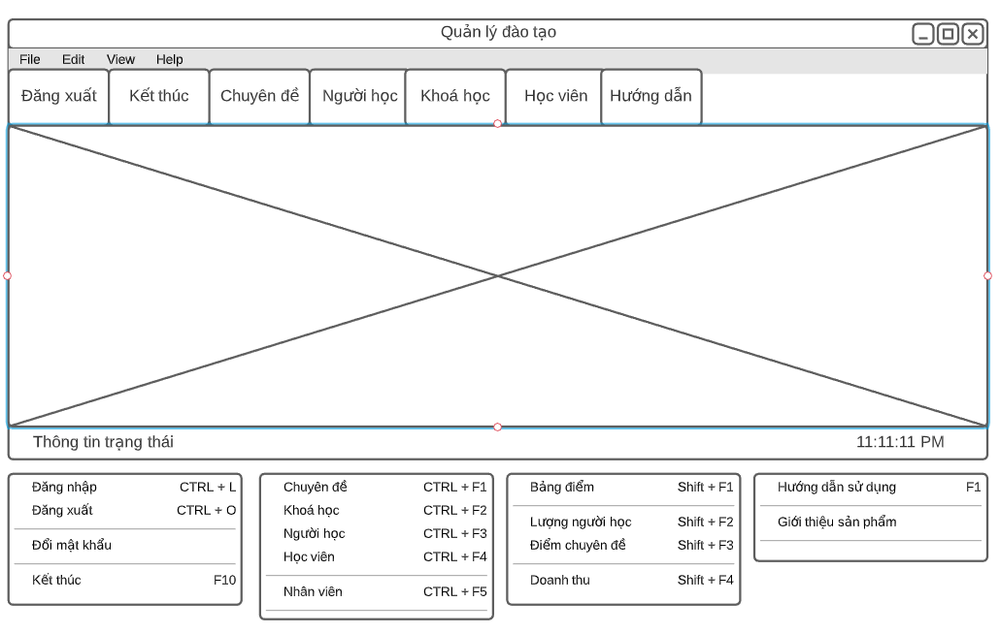 Quản lý đào tạo
File Edit View Help
Đăng xuất Kết thúc Chuyên đề Người học Khoá học Học viên Hướng dẫn
Thông tin trạng thái 11:11:11 PM
Đăng nhập CTRL + L
Đăng xuất CTRL + O
Đổi mật khẩu
Kết thúc F10
Chuyên đề CTRL + F1
Khoá học CTRL + F2
Người học CTRL + F3
Học viên CTRL + F4
Nhân viên CTRL + F5
Bảng điểm Shift + F1
Lượng người học Shift + F2
Điểm chuyên đề Shift + F3
Doanh thu Shift + F4
Hướng dẫn sử dụng F1
Giới thiệu sản phẩm